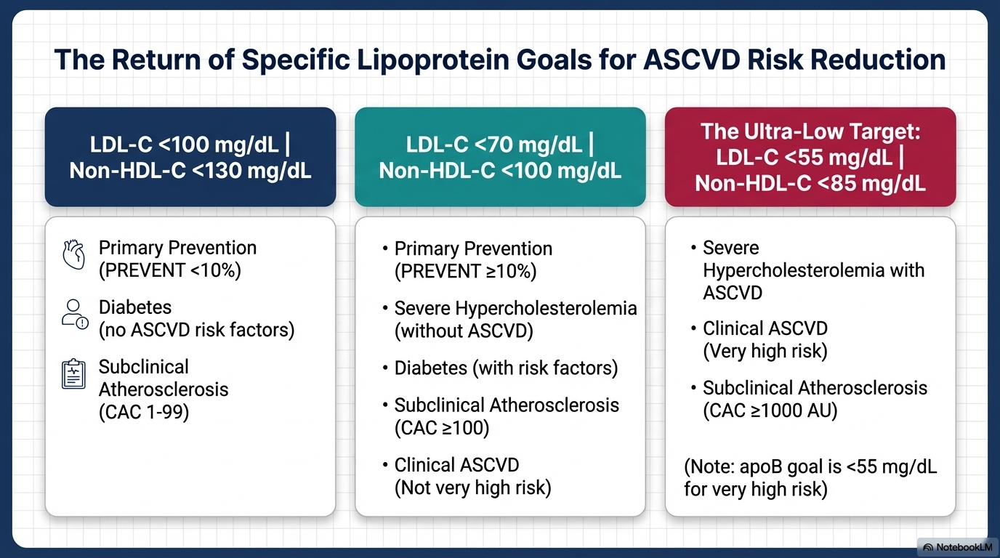 The Return of Specific Lipoprotein Goals for ASCVD Risk Reduction
LDL-C <100 mg/dL |
Non-HDL-C <130 mg/dL
Primary Prevention
(PREVENT <10%)
Diabetes
(no ASCVD risk factors)
Subclinical
Atherosclerosis
(CAC 1-99)
LDL-C <70 mg/dL |
Non-HDL-C <100 mg/dL
• Primary Prevention
(PREVENT ≥10%)
• Severe Hypercholesterolemia
(without ASCVD)
• Diabetes (with risk factors)
• Subclinical Atherosclerosis
(CAC ≥100)
• Clinical ASCVD
(Not very high risk)
The Ultra-Low Target:
LDL-C <55 mg/dL |
Non-HDL-C <85 mg/dL
• Severe
Hypercholesterolemia with
ASCVD
• Clinical ASCVD
(Very high risk)
• Subclinical Atherosclerosis
(CAC ≥1000 AU)
(Note: apoB goal is <55 mg/dL
for very high risk)
NotebookLM